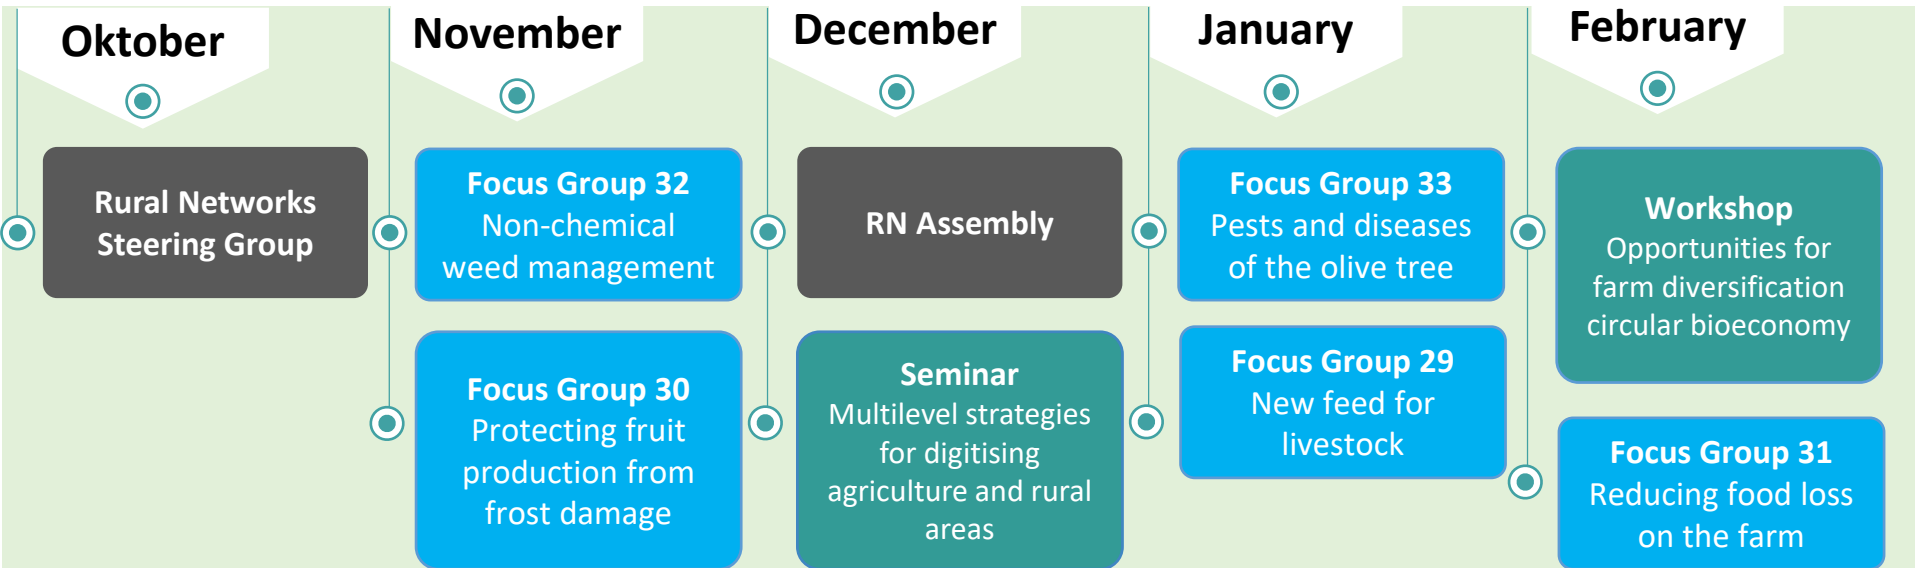 Oktober
November
December
January
February
Rural Networks
Steering Group
Focus Group 32
Non-chemical
weed management
Focus Group 30
Protecting fruit
production from
frost damage
RN Assembly
Seminar
Multilevel strategies
for digitising
agriculture and rural
areas
Focus Group 33
Pests and diseases
of the olive tree
Focus Group 29
New feed for
livestock
Workshop
Opportunities for
farm diversification
circular bioeconomy
Focus Group 31
Reducing food loss
on the farm